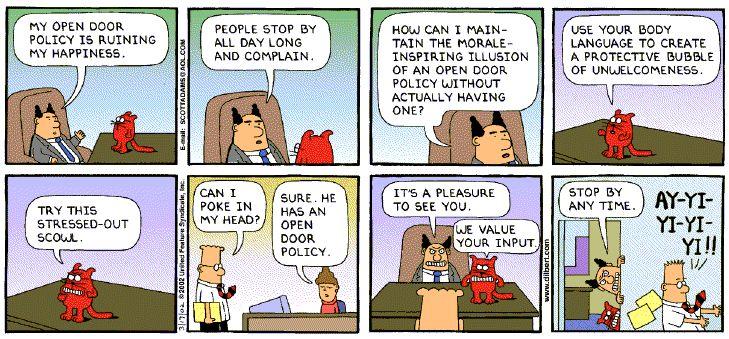 MY OPEN DOOR
POLICY IS RUINING
MY HAPPINESS.
E-mail: SCOTTADAMS@AOL.COM
PEOPLE STOP BY
ALL DAY LONG
AND COMPLAIN.
HOW CAN I MAIN-
TAIN THE MORALE-
INSPIRING ILLUSION
OF AN OPEN DOOR
POLICY WITHOUT
ACTUALLY HAVING
ONE?
USE YOUR BODY
LANGUAGE TO CREATE
A PROTECTIVE BUBBLE
OF UNWELCOMENESS.
TRY THIS
STRESSED-OUT
SCOWL.
3/17/02 © 2002 United Feature Syndicate, Inc.
CAN I
POKE IN
MY HEAD?
SURE. HE
HAS AN
OPEN
DOOR
POLICY.
IT'S A PLEASURE
TO SEE YOU.
WE VALUE
YOUR INPUT.
www.dilbert.com
STOP BY
ANY TIME.
AY-YI-
YI-YI-
YI!!